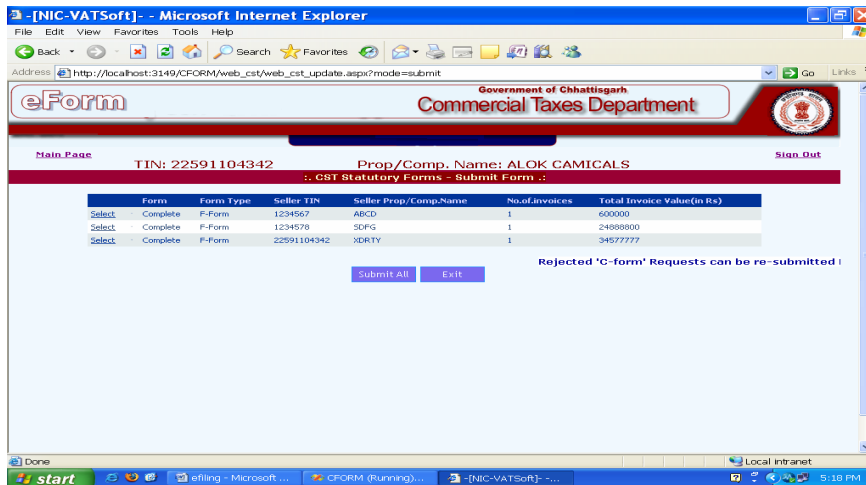 -[NIC-VATSoft]- - Microsoft Internet Explorer
File Edit View Favorites Tools Help
Back Search Favorites
Address http://localhost:3149/CFORM/web_cst/web_cst_update.aspx?mode=submit Go Links
eForm
Government of Chhattisgarh
Commercial Taxes Department
Main Page Sign Out
TIN: 22591104342 Prop/Comp. Name: ALOK CAMICALS
:. CST Statutory Forms - Submit Form .:
Form Form Type Seller TIN Seller Prop/Comp.Name No.of.invoices Total Invoice Value(in Rs)
Select Complete F-Form 1234567 ABCD 1 600000
Select Complete F-Form 1234578 SDFG 1 24888800
Select Complete F-Form 22591104342 XDRTY 1 34577777
Rejected 'C-form' Requests can be re-submitted
Submit All Exit
Done Local intranet
start efiling - Microsoft ... CFORM (Running)... -[NIC-VATSoft]- -... 5:18 PM